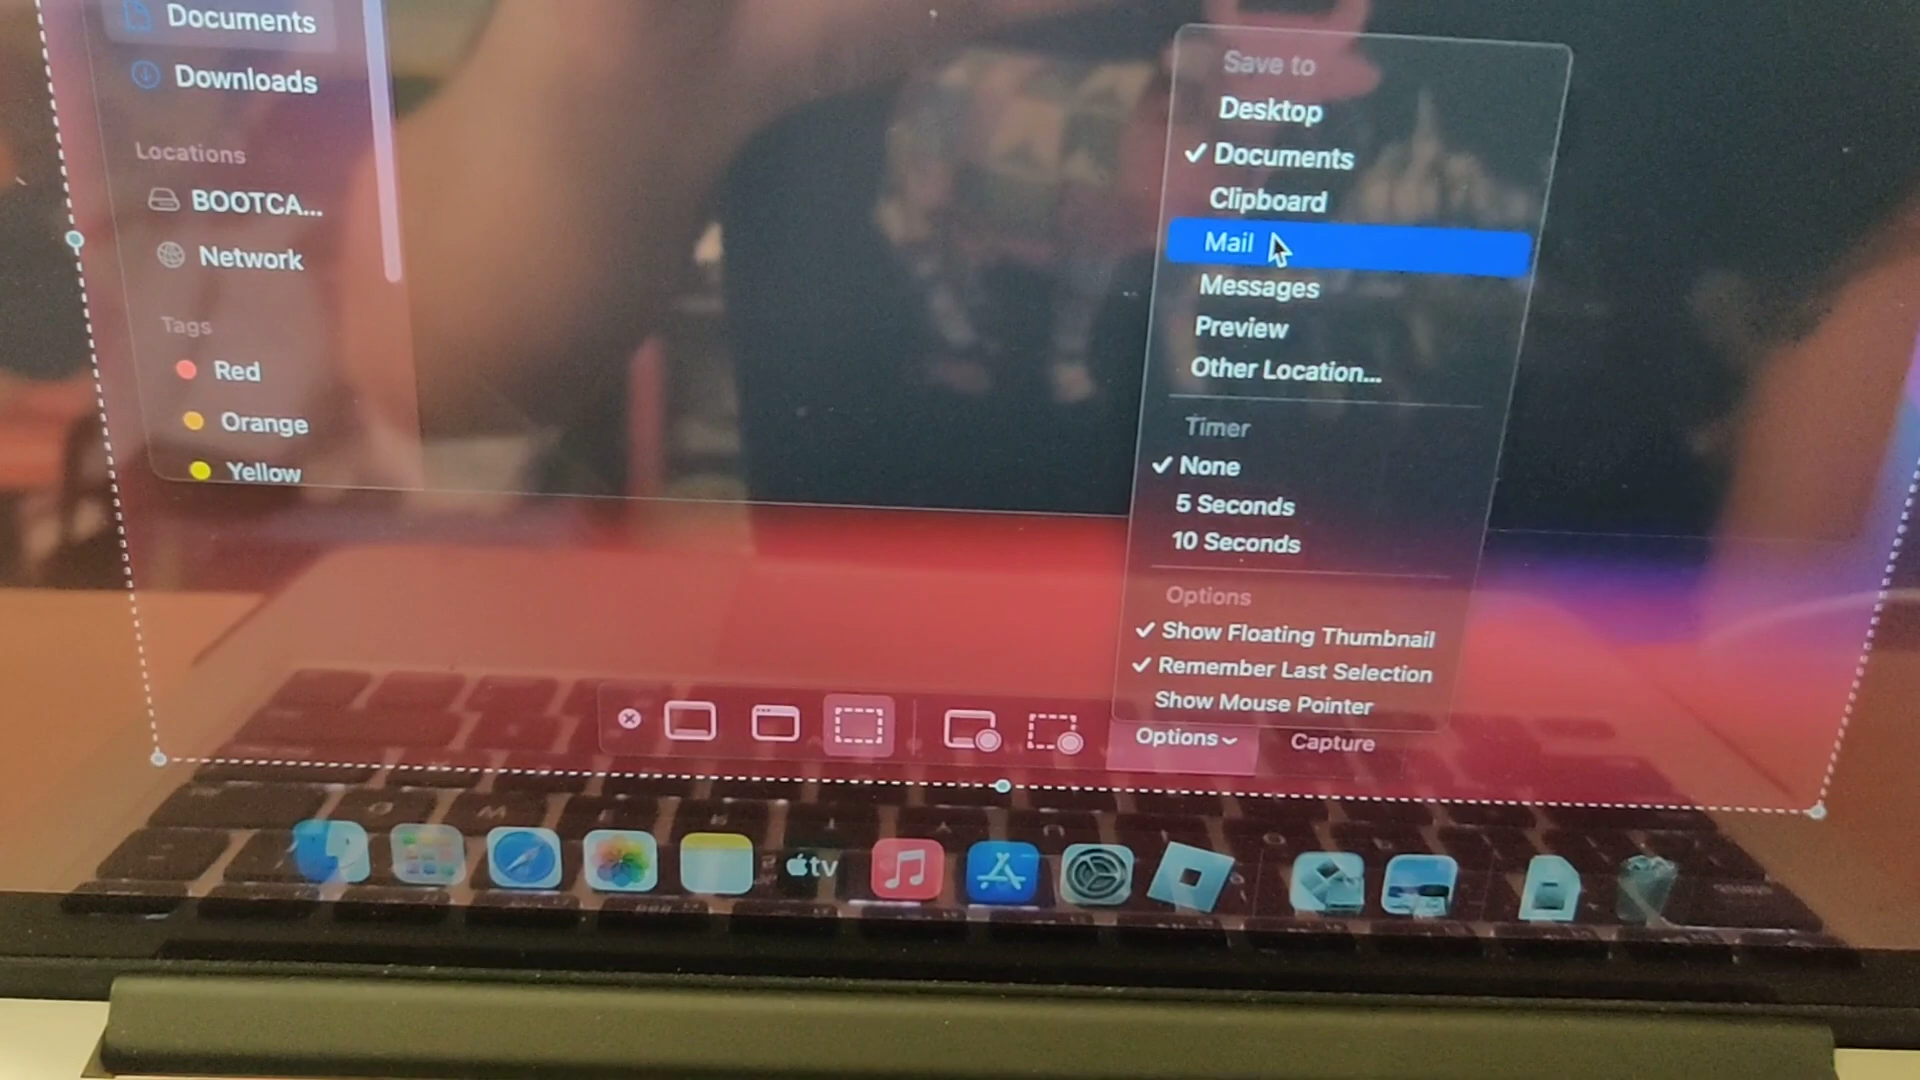 Documents
Downloads
Locations
BOOTCA...
Network
Tags
Red
Orange
Yellow
Save to
Desktop
✓ Documents
Clipboard
Mail
Messages
Preview
Other Location...
Timer
✓ None
5 Seconds
10 Seconds
Options
✓ Show Floating Thumbnail
✓ Remember Last Selection
Show Mouse Pointer
Options
Capture
tv